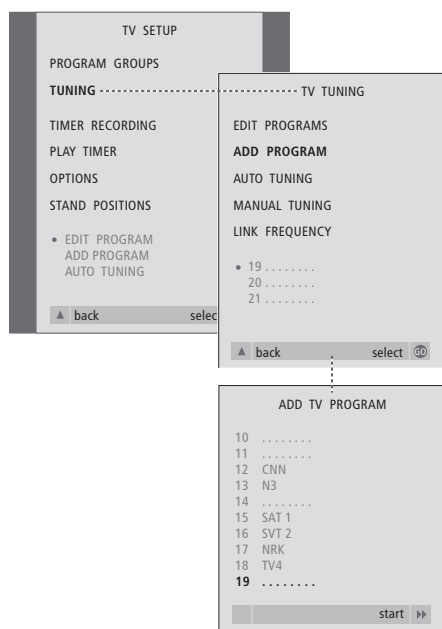 TV SETUP
PROGRAM GROUPS
TUNING
TIMER RECORDING
PLAY TIMER
OPTIONS
STAND POSITIONS
• EDIT PROGRAM
ADD PROGRAM
AUTO TUNING
▲ back selec
TV TUNING
EDIT PROGRAMS
ADD PROGRAM
AUTO TUNING
MANUAL TUNING
LINK FREQUENCY
• 19 ........
20 ........
21 ........
▲ back select GO
ADD TV PROGRAM
10 ........
11 ........
12 CNN
13 N3
14 ........
15 SAT 1
16 SVT 2
17 NRK
18 TV4
19 ........
start ▸▸